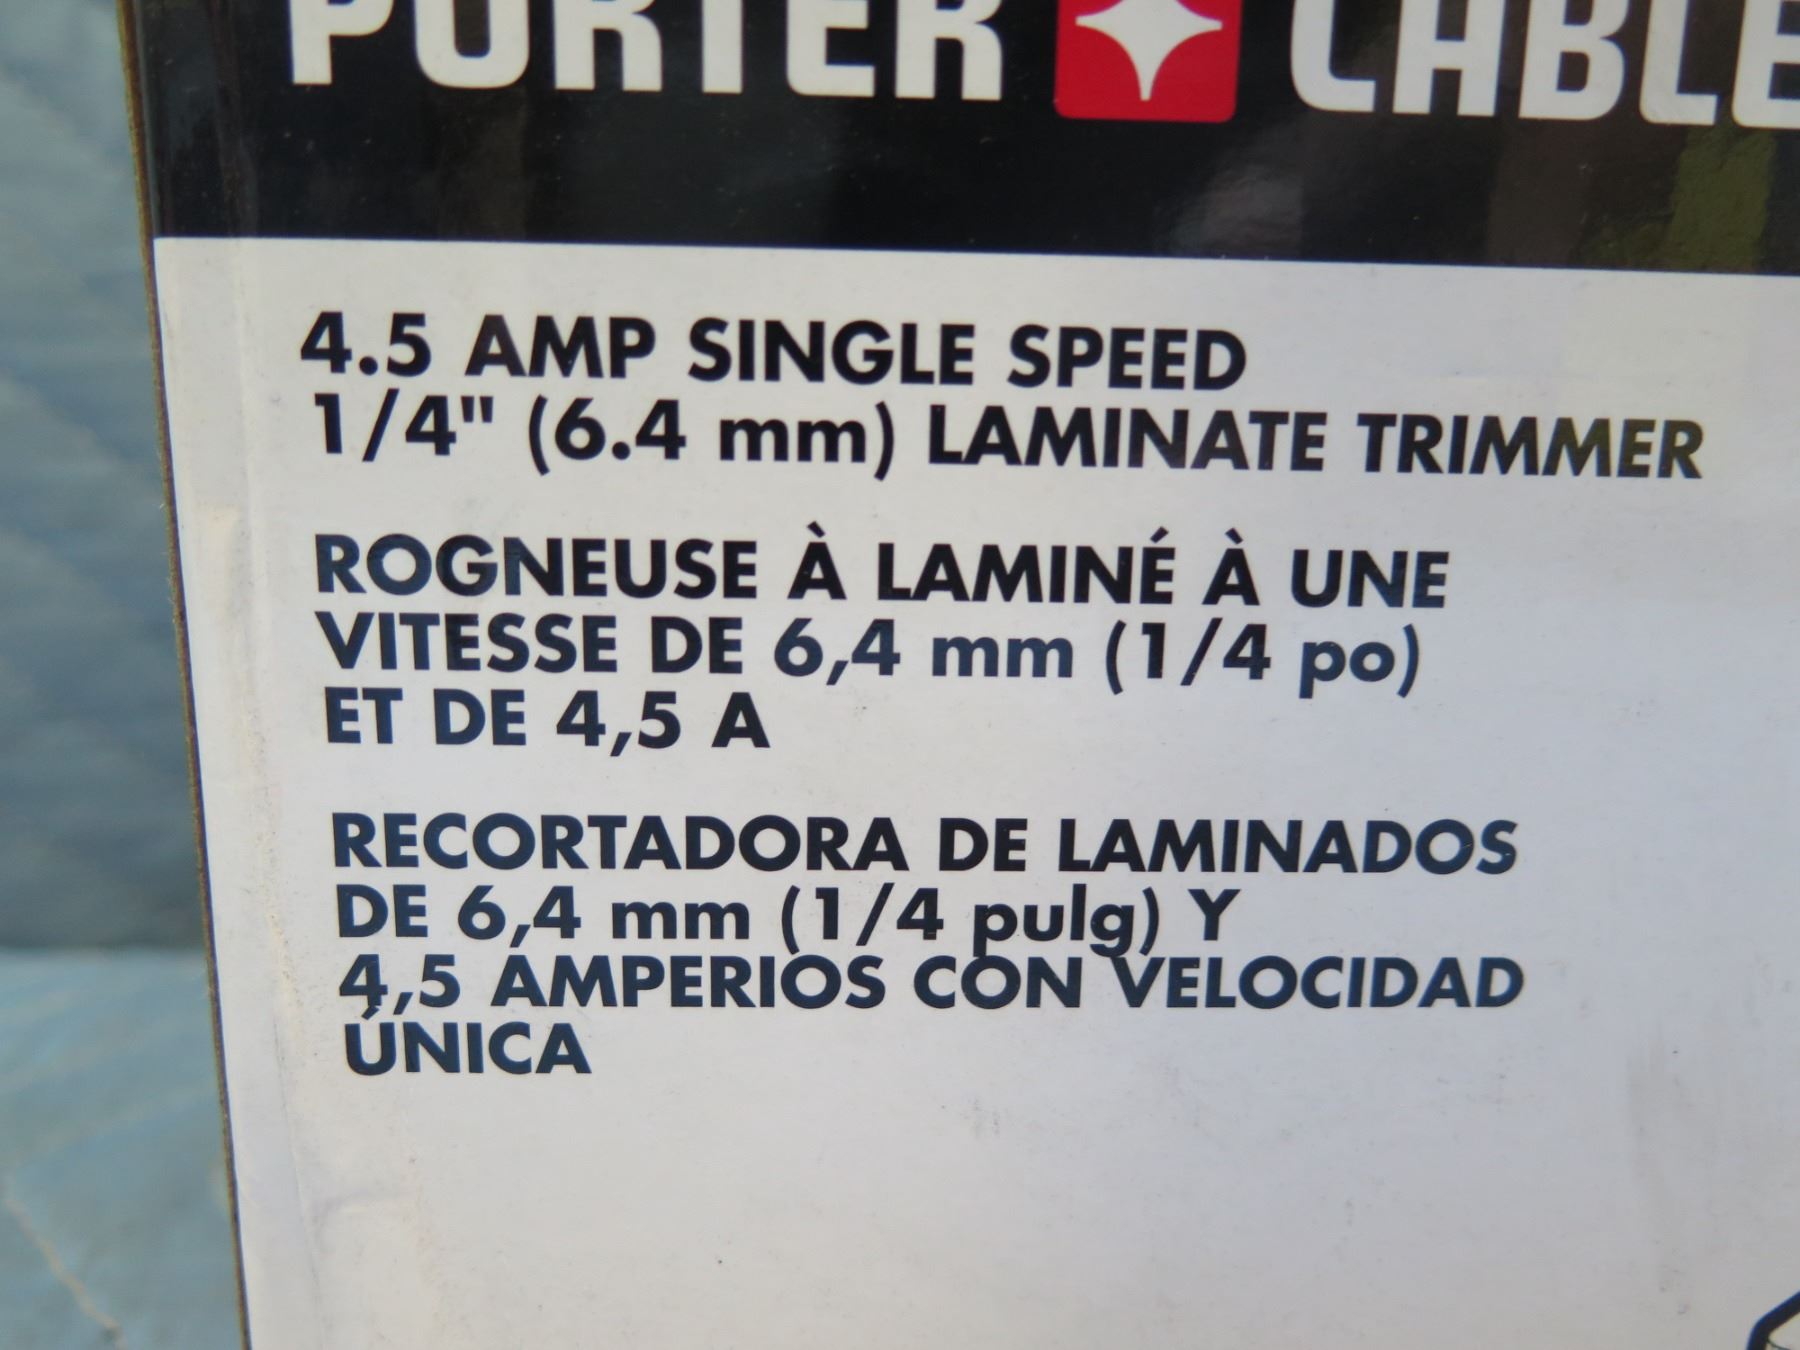 PORTER CABLE
4.5 AMP SINGLE SPEED
1/4" (6.4 mm) LAMINATE TRIMMER
ROGNEUSE À LAMINÉ À UNE
VITESSE DE 6,4 mm (1/4 po)
ET DE 4,5 A
RECORTADORA DE LAMINADOS
DE 6,4 mm (1/4 pulg) Y
4,5 AMPERIOS CON VELOCIDAD
ÚNICA